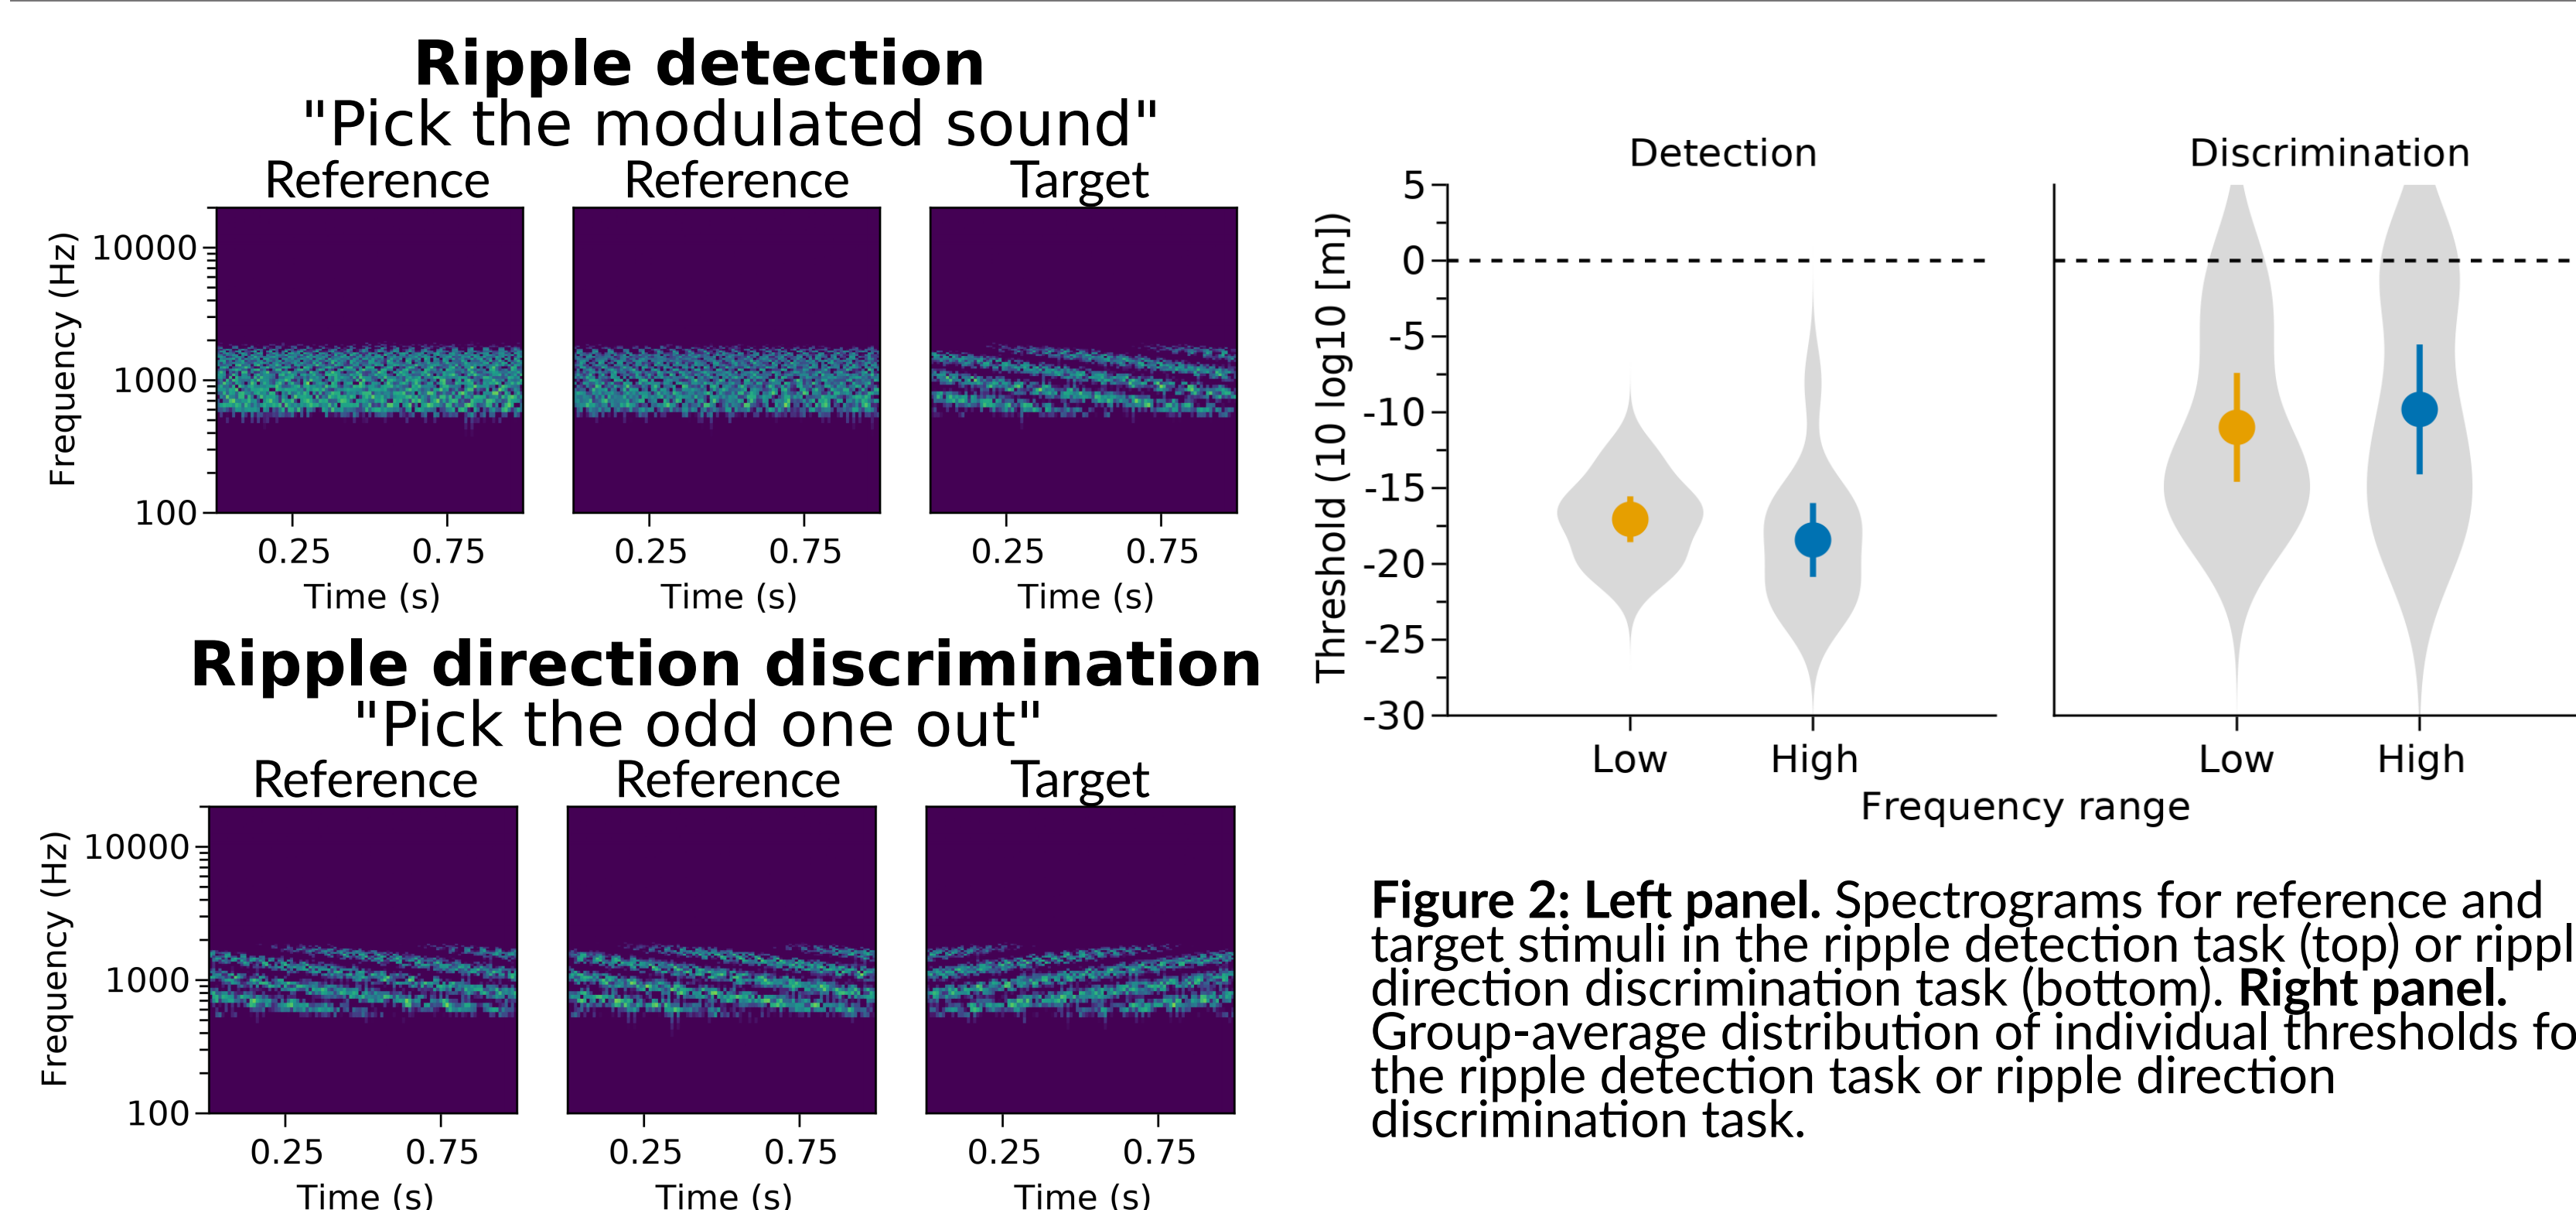 Ripple detection
"Pick the modulated sound"
Reference Reference Target
Frequency (Hz)
10000
1000
100
0.25 0.75 0.25 0.75 0.25 0.75
Time (s) Time (s) Time (s)
Ripple direction discrimination
"Pick the odd one out"
Reference Reference Target
Frequency (Hz)
10000
1000
100
0.25 0.75 0.25 0.75 0.25 0.75
Time (s) Time (s) Time (s)
Detection Discrimination
Threshold (10 log10 [m])
5
0
-5
-10
-15
-20
-25
-30
Low High Low High
Frequency range
Figure 2: Left panel. Spectrograms for reference and
target stimuli in the ripple detection task (top) or rippl
direction discrimination task (bottom). Right panel.
Group-average distribution of individual thresholds fo
the ripple detection task or ripple direction
discrimination task.